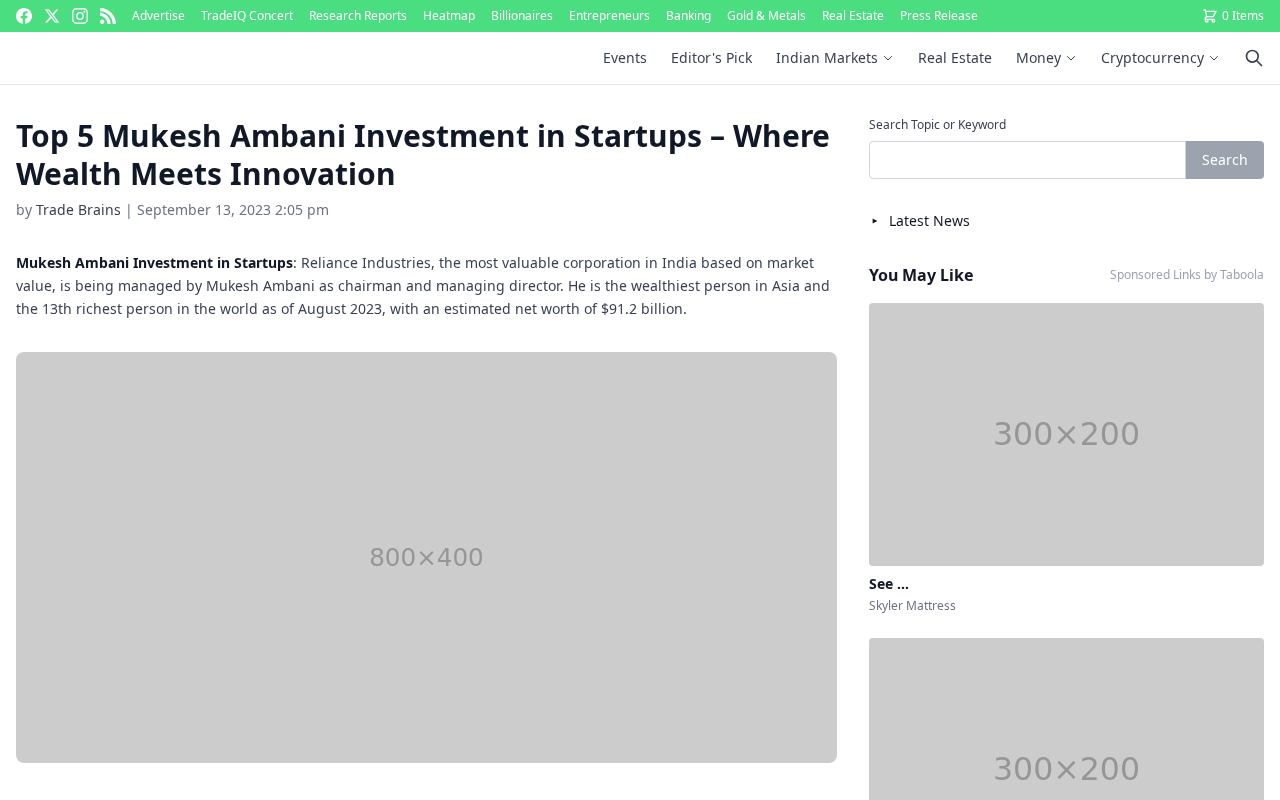 Advertise TradeIQ Concert Research Reports Heatmap Billionaires Entrepreneurs Banking Gold & Metals Real Estate Press Release 0 Items
Events Editor's Pick Indian Markets Real Estate Money Cryptocurrency
Top 5 Mukesh Ambani Investment in Startups – Where
Wealth Meets Innovation
by Trade Brains | September 13, 2023 2:05 pm
Mukesh Ambani Investment in Startups: Reliance Industries, the most valuable corporation in India based on market
value, is being managed by Mukesh Ambani as chairman and managing director. He is the wealthiest person in Asia and
the 13th richest person in the world as of August 2023, with an estimated net worth of $91.2 billion.
800×400
Search Topic or Keyword
Search
Latest News
You May Like Sponsored Links by Taboola
300×200
See ...
Skyler Mattress
300×200